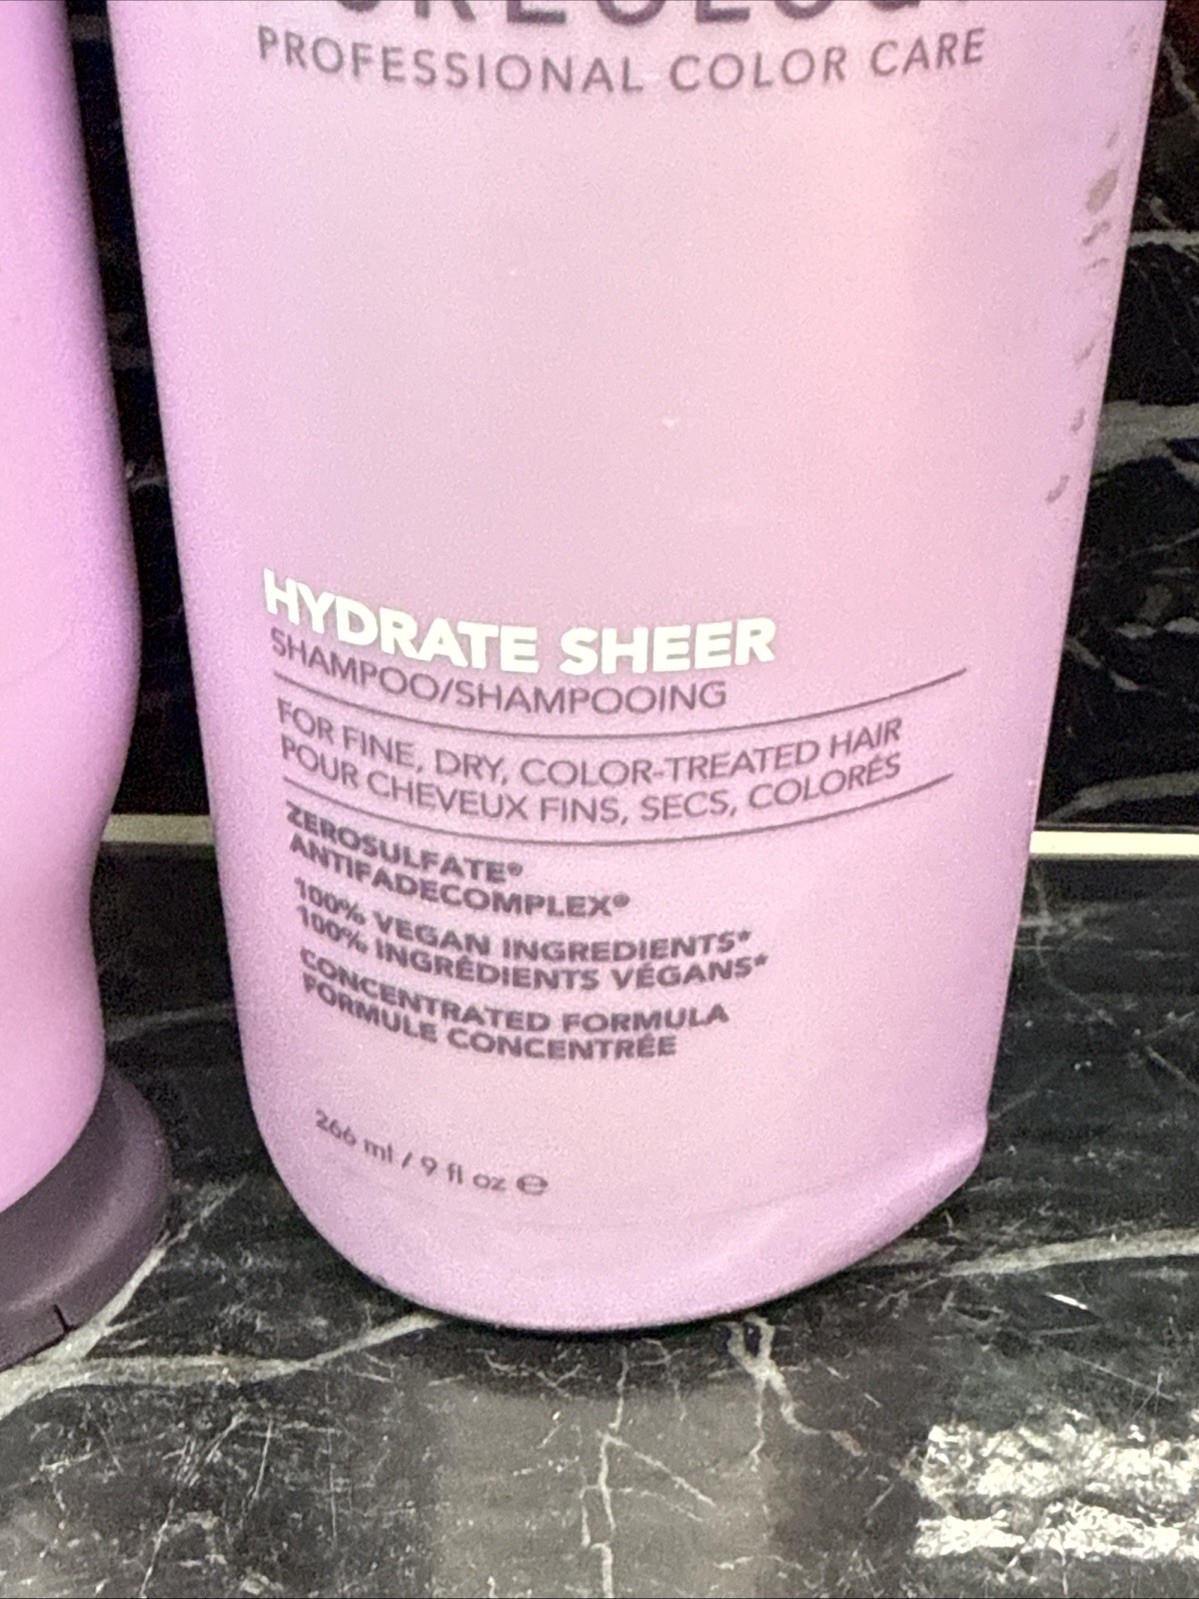 PROFESSIONAL COLOR CARE
HYDRATE SHEER
SHAMPOO/SHAMPOOING
FOR FINE, DRY, COLOR-TREATED HAIR
POUR CHEVEUX FINS, SECS, COLORÉS
ZEROSULFATE®
ANTIFADECOMPLEX®
100% VEGAN INGREDIENTS*
100% INGRÉDIENTS VÉGANS*
CONCENTRATED FORMULA
FORMULE CONCENTRÉE
266 ml / 9 fl oz ℮